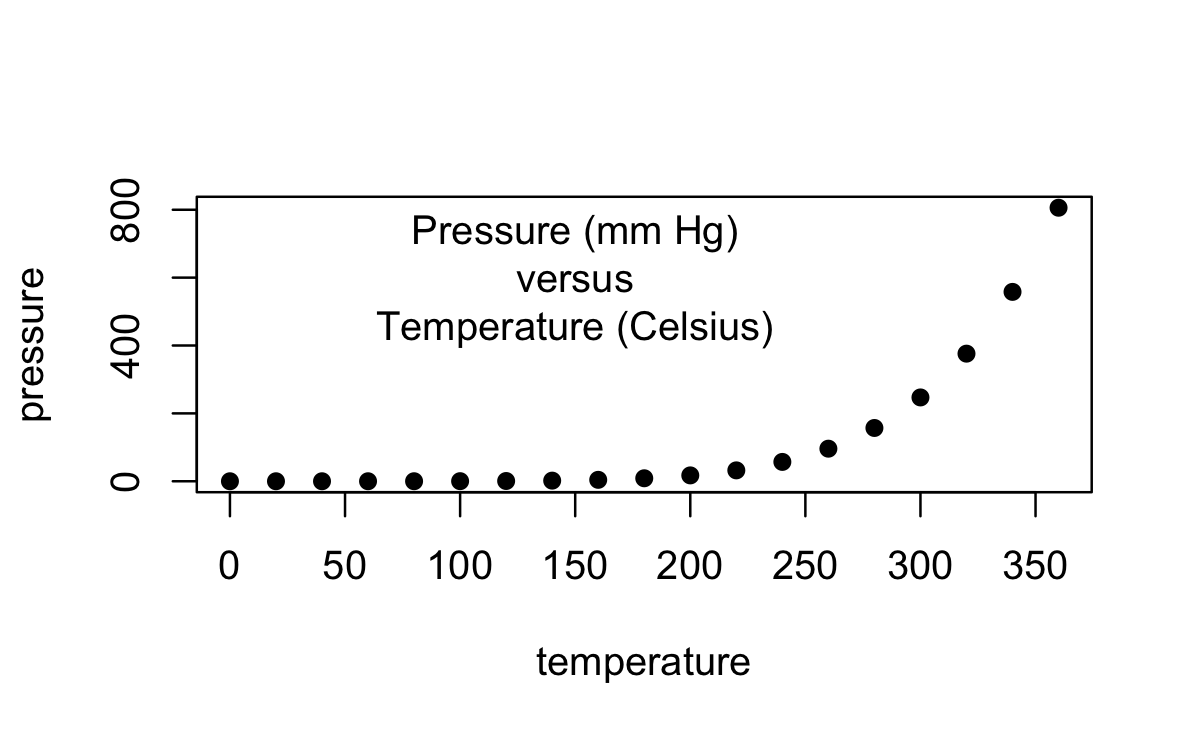 Pressure (mm Hg)
versus
Temperature (Celsius)
pressure
800
400
0
0 50 100 150 200 250 300 350
temperature